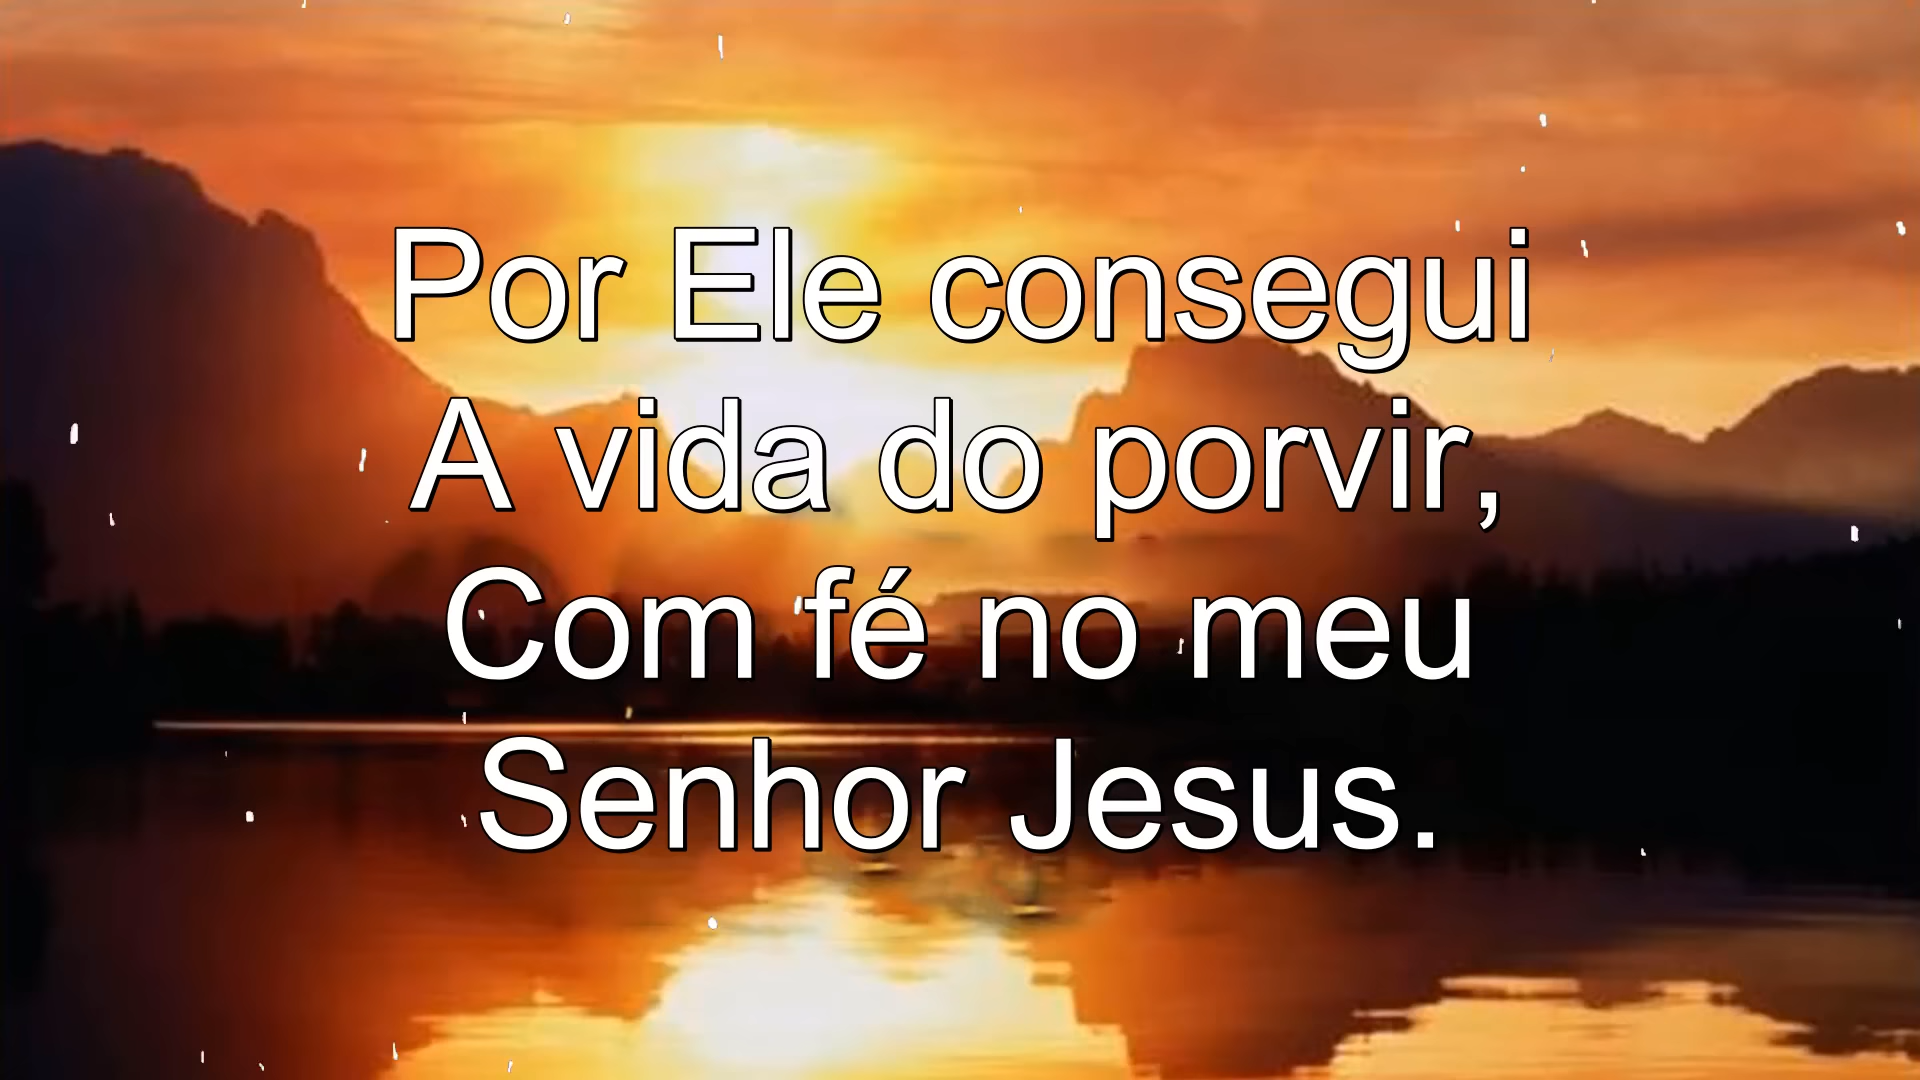 Por Ele consegui
A vida do porvir,
Com fé no meu
Senhor Jesus.